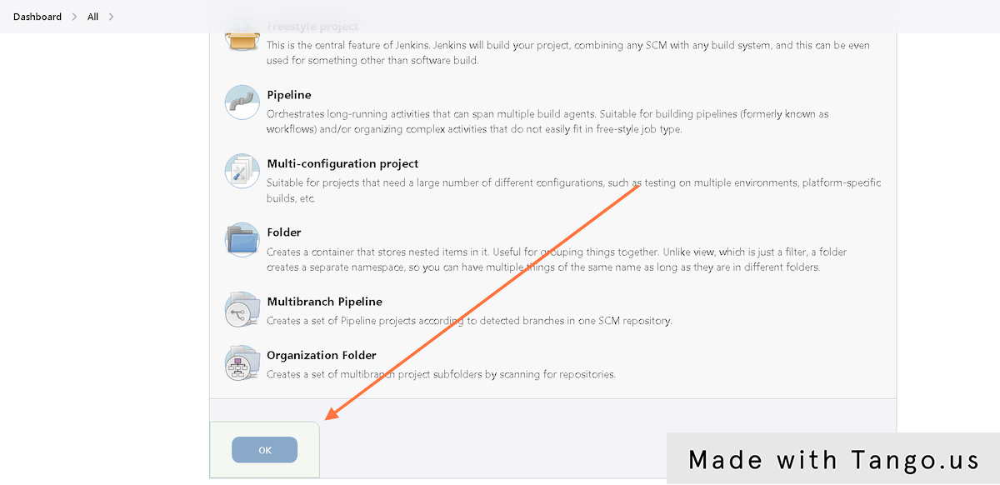 Dashboard > All >
Freestyle project
This is the central feature of Jenkins. Jenkins will build your project, combining any SCM with any build system, and this can be even
used for something other than software build.
Pipeline
Orchestrates long-running activities that can span multiple build agents. Suitable for building pipelines (formerly known as
workflows) and/or organizing complex activities that do not easily fit in free-style job type.
Multi-configuration project
Suitable for projects that need a large number of different configurations, such as testing on multiple environments, platform-specific
builds, etc.
Folder
Creates a container that stores nested items in it. Useful for grouping things together. Unlike view, which is just a filter, a folder
creates a separate namespace, so you can have multiple things of the same name as long as they are in different folders.
Multibranch Pipeline
Creates a set of Pipeline projects according to detected branches in one SCM repository.
Organization Folder
Creates a set of multibranch project subfolders by scanning for repositories.
OK
Made with Tango.us